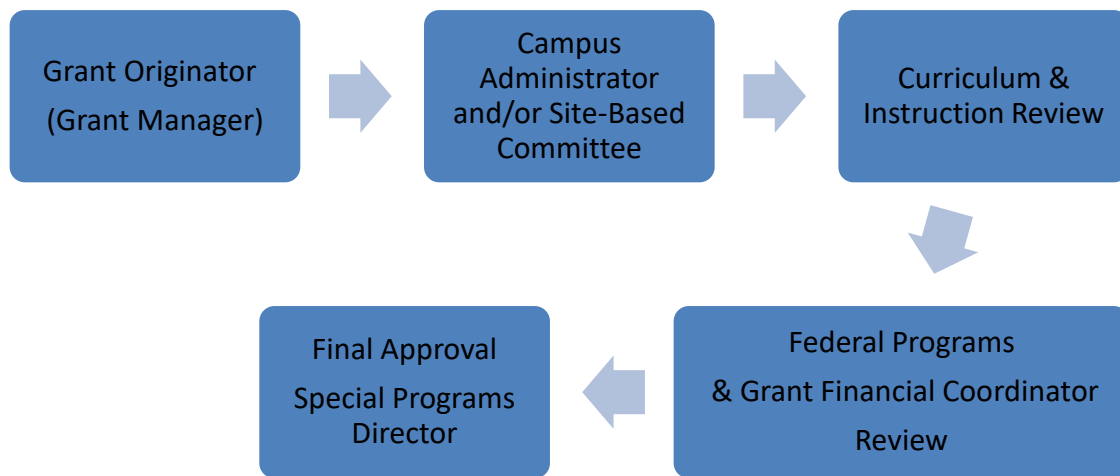 Grant Originator
(Grant Manager)
Campus
Administrator
and/or Site-Based
Committee
Curriculum &
Instruction Review
Federal Programs
& Grant Financial Coordinator
Review
Final Approval
Special Programs
Director